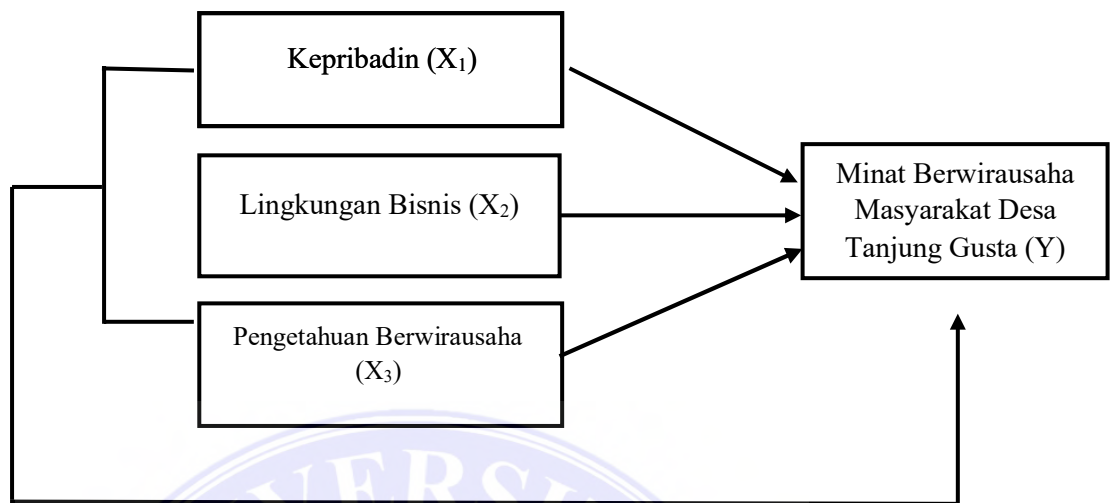 Kepribadin (X₁)
Lingkungan Bisnis (X₂)
Pengetahuan Berwirausaha
(X₃)
Minat Berwirausaha
Masyarakat Desa
Tanjung Gusta (Y)